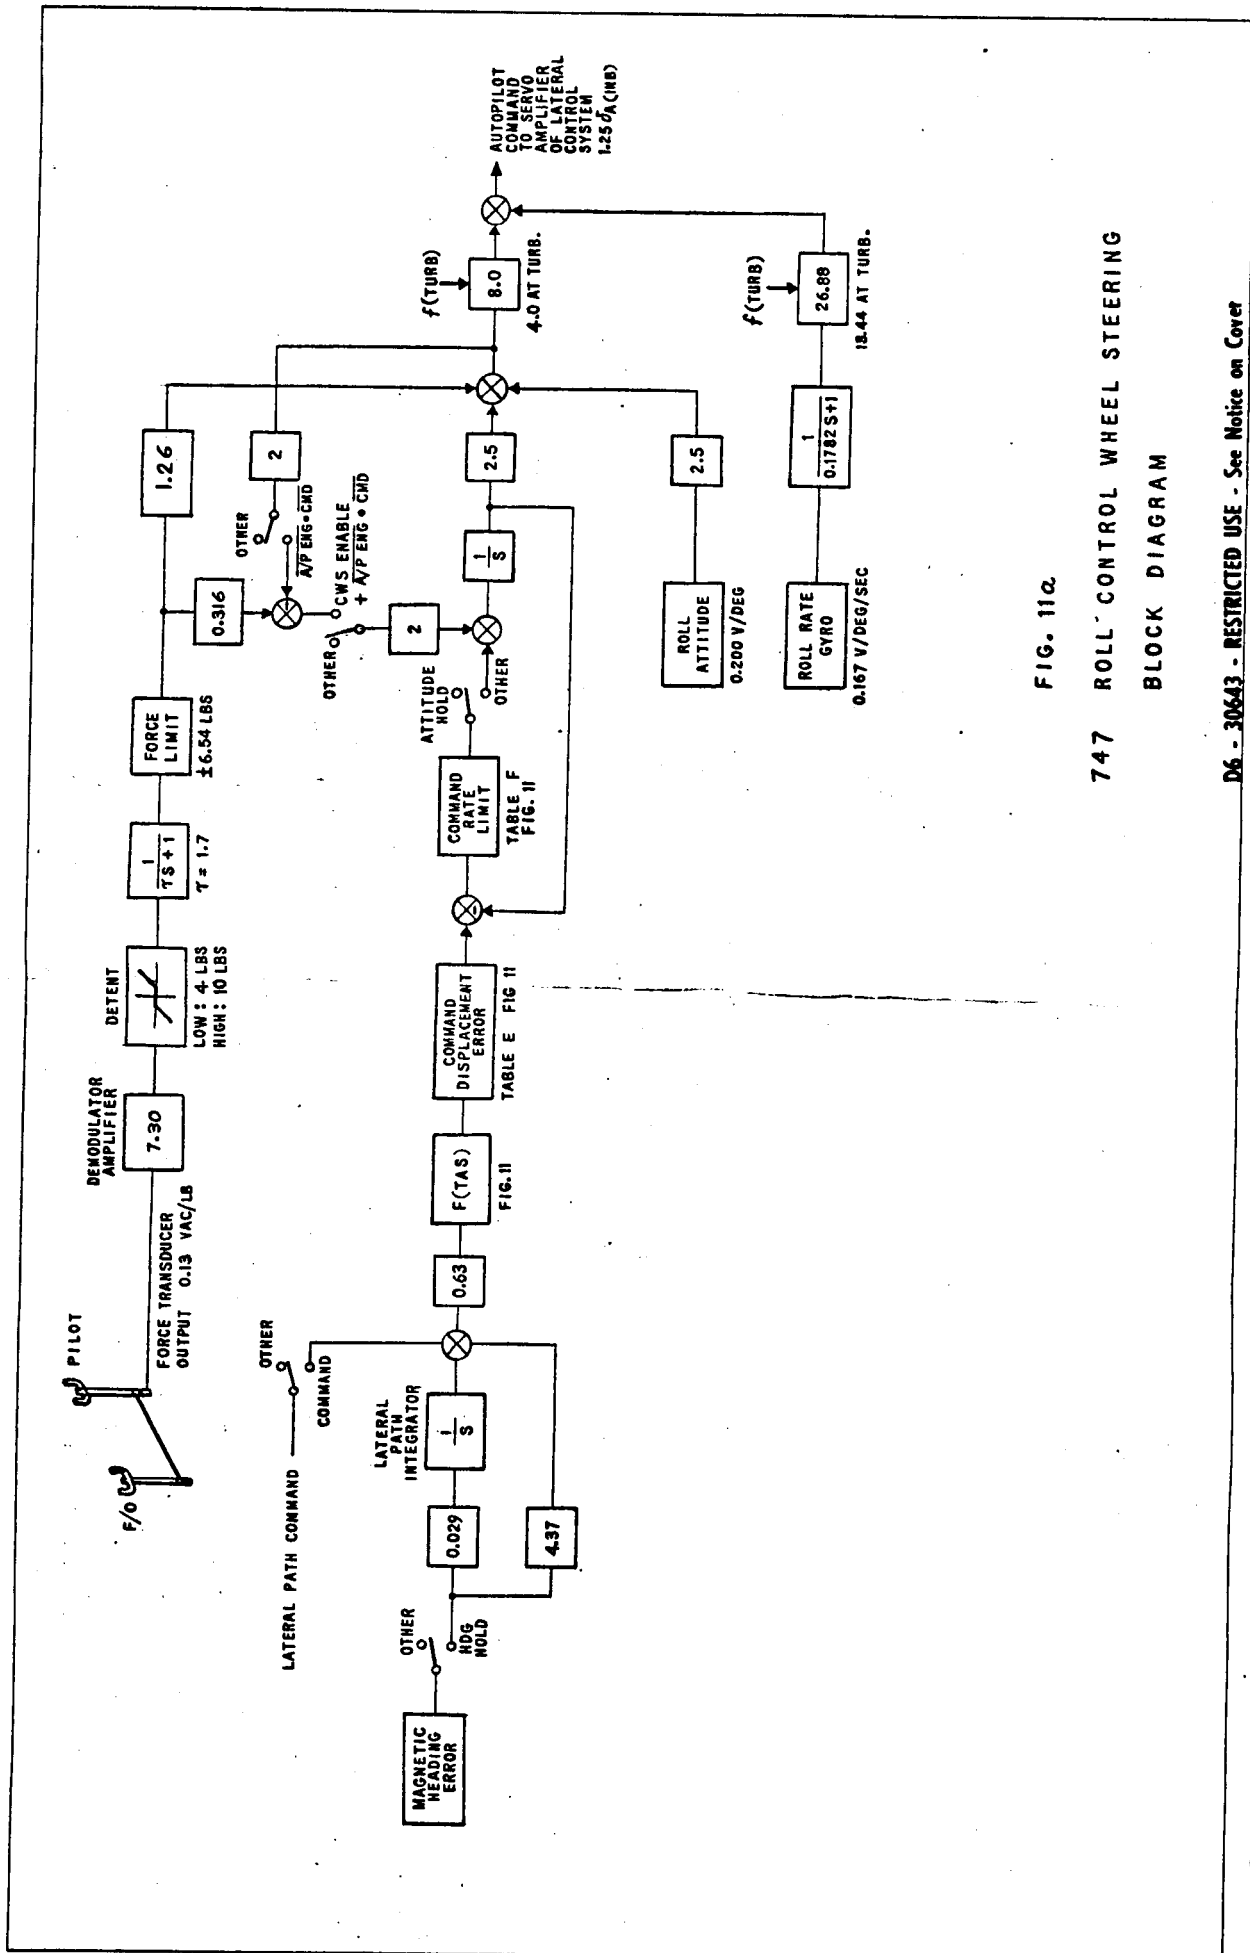 F/O
PILOT
FORCE TRANSDUCER
OUTPUT 0.13 VAC/LB
DEMODULATOR
AMPLIFIER
7.30
DETENT
LOW : 4 LBS
HIGH : 10 LBS
1
τS + 1
τ = 1.7
FORCE
LIMIT
±6.54 LBS
1.26
0.316
OTHER
2
A/P ENG • CMD
OTHER
CWS ENABLE
+ A/P ENG • CMD
2
LATERAL PATH COMMAND
OTHER
COMMAND
MAGNETIC
HEADING
ERROR
OTHER
HDG
HOLD
0.029
4.37
LATERAL
PATH
INTEGRATOR
1
S
0.63
F(TAS)
FIG.11
COMMAND
DISPLACEMENT
ERROR
TABLE E FIG 11
COMMAND
RATE
LIMIT
TABLE F
FIG. 11
ATTITUDE
HOLD
OTHER
1
S
2.5
f(TURB)
8.0
4.0 AT TURB.
AUTOPILOT
COMMAND
TO SERVO
AMPLIFIER
OF LATERAL
CONTROL
SYSTEM
1.25 δA(INB)
ROLL
ATTITUDE
0.200 V/DEG
2.5
ROLL RATE
GYRO
0.167 V/DEG/SEC
1
0.1782 S+1
f(TURB)
26.88
18.44 AT TURB.
FIG. 11a
747 ROLL CONTROL WHEEL STEERING
BLOCK DIAGRAM
D6 - 30643 - RESTRICTED USE - See Notice on Cover